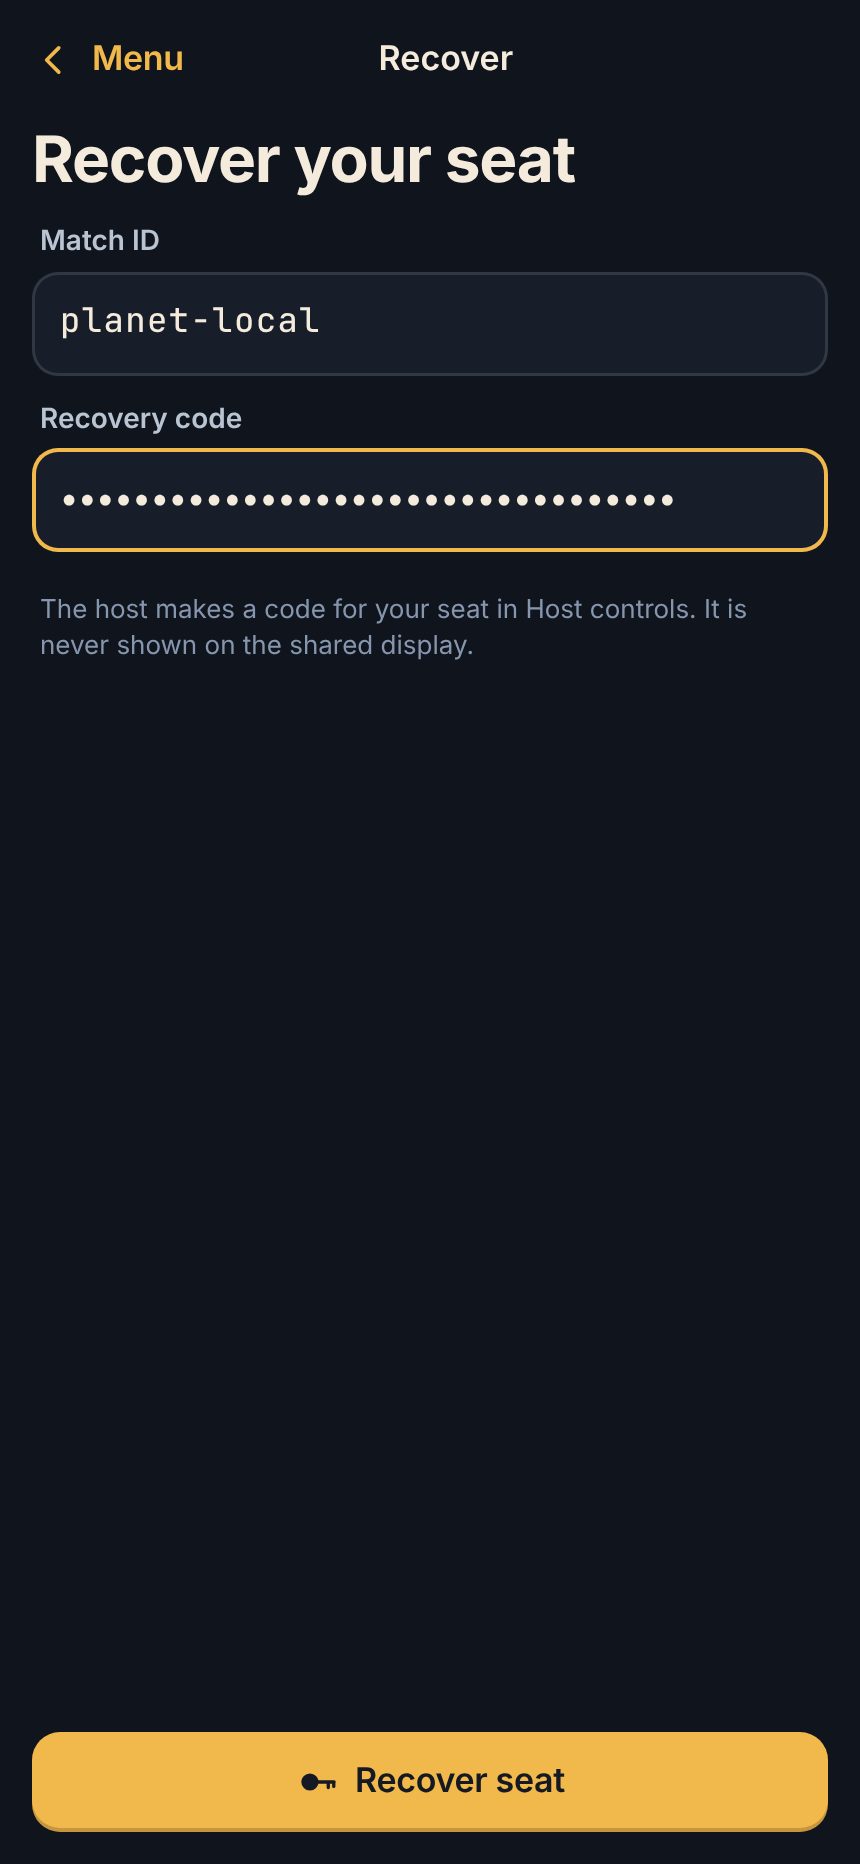 Menu
Recover
Recover your seat
Match ID
planet-local
Recovery code
••••••••••••••••••••••••••••••••••
The host makes a code for your seat in Host controls. It is
never shown on the shared display.
Recover seat